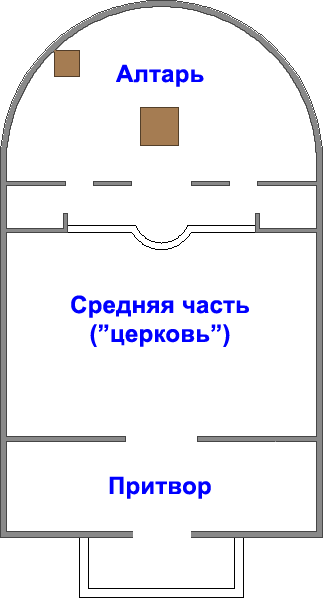 Алтарь
Средняя часть
(”церковь”)
Притвор